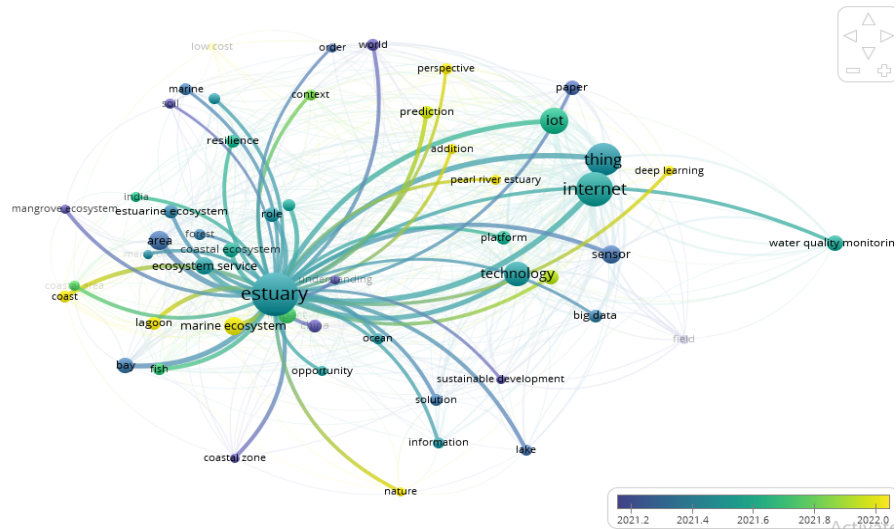 low cost
order
world
perspective
marine
soil
context
paper
prediction
iot
resilience
addition
thing
deep learning
pearl river estuary
internet
india
mangrove ecosystem
estuarine ecosystem
role
forest
area
coastal ecosystem
platform
water quality monitoring
sensor
ecosystem service
technology
understanding
estuary
coast
lagoon
marine ecosystem
china
big data
ocean
field
bay
fish
opportunity
sustainable development
solution
information
lake
coastal zone
nature
2021.2 2021.4 2021.6 2021.8 2022.0